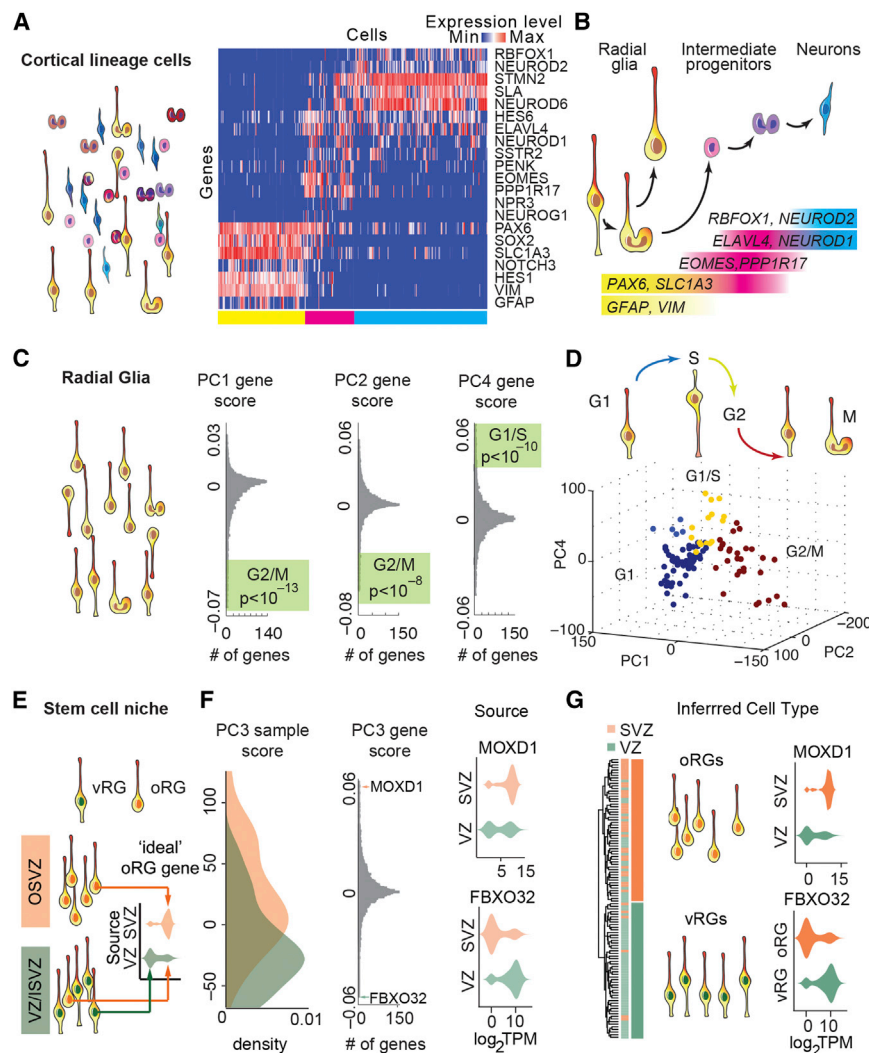 A
Cortical lineage cells
Expression level
Min Max
Cells
Genes
RBFOX1
NEUROD2
STMN2
SLA
NEUROD6
HES6
ELAVL4
NEUROD1
SSTR2
PENK
EOMES
PPP1R17
NPR3
NEUROG1
PAX6
SOX2
SLC1A3
NOTCH3
HES1
VIM
GFAP
B
Radial glia
Intermediate progenitors
Neurons
RBFOX1, NEUROD2
ELAVL4, NEUROD1
EOMES,PPP1R17
PAX6, SLC1A3
GFAP, VIM
C
Radial Glia
PC1 gene score
0.03
0
-0.07
G2/M
p<10^-13
0 140
# of genes
PC2 gene score
0.06
0
-0.08
G2/M
p<10^-8
0 150
# of genes
PC4 gene score
0.06
0
-0.06
G1/S
p<10^-10
0 150
# of genes
D
G1
S
G2
M
G1/S
G1
G2/M
PC4
100
0
-100
150 0 -150
PC1
100 0 -200
PC2
E
Stem cell niche
vRG oRG
OSVZ
VZ/ISVZ
'ideal'
oRG gene
Source
VZ SVZ
F
PC3 sample score
100
50
0
-50
0 0.01
density
PC3 gene score
0.06
0
-0.06
MOXD1
FBXO32
0 150
# of genes
Source
MOXD1
SVZ
VZ
5 15
FBXO32
SVZ
VZ
0 10
log2TPM
G
Inferrred Cell Type
SVZ
VZ
oRGs
vRGs
MOXD1
SVZ
VZ
0 15
FBXO32
oRG
vRG
0 10
log2TPM